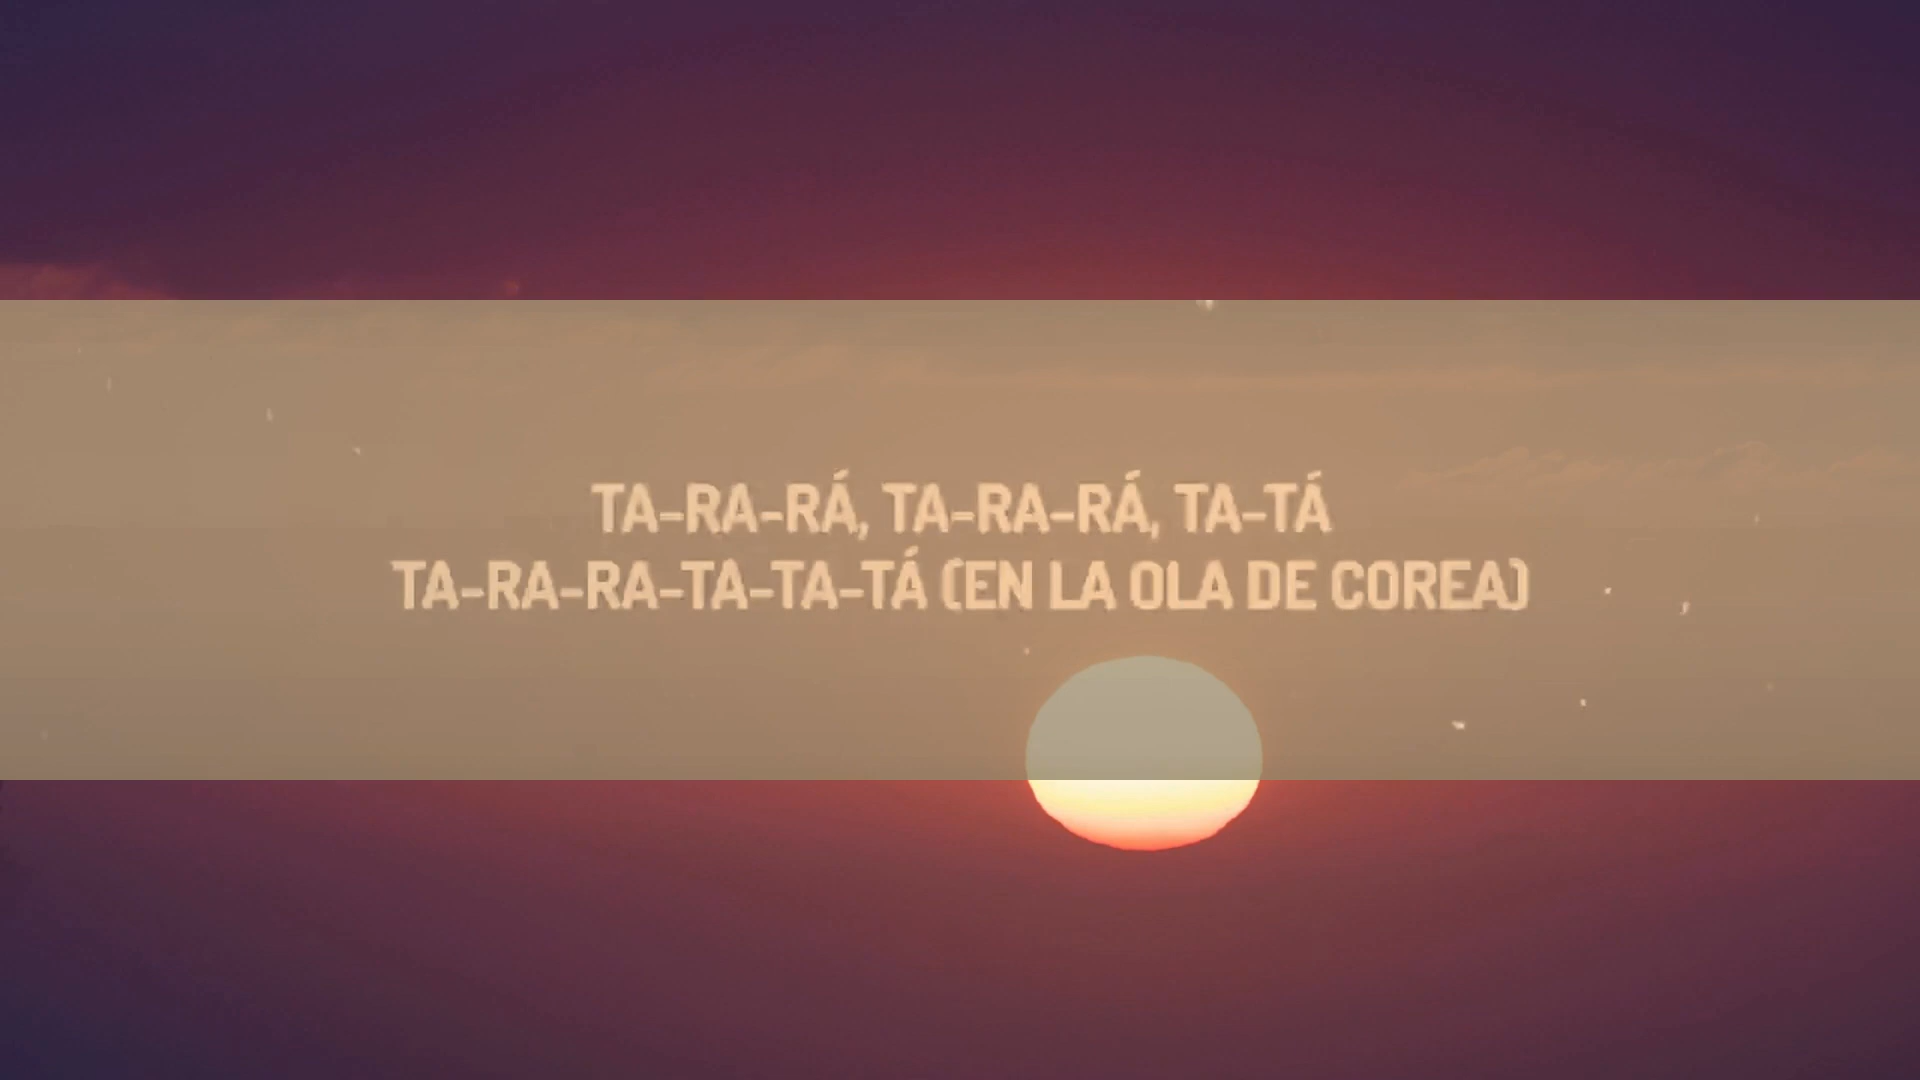 TA-RA-RÁ, TA-RA-RÁ, TA-TÁ
TA-RA-RA-TA-TA-TÁ (EN LA OLA DE COREA)